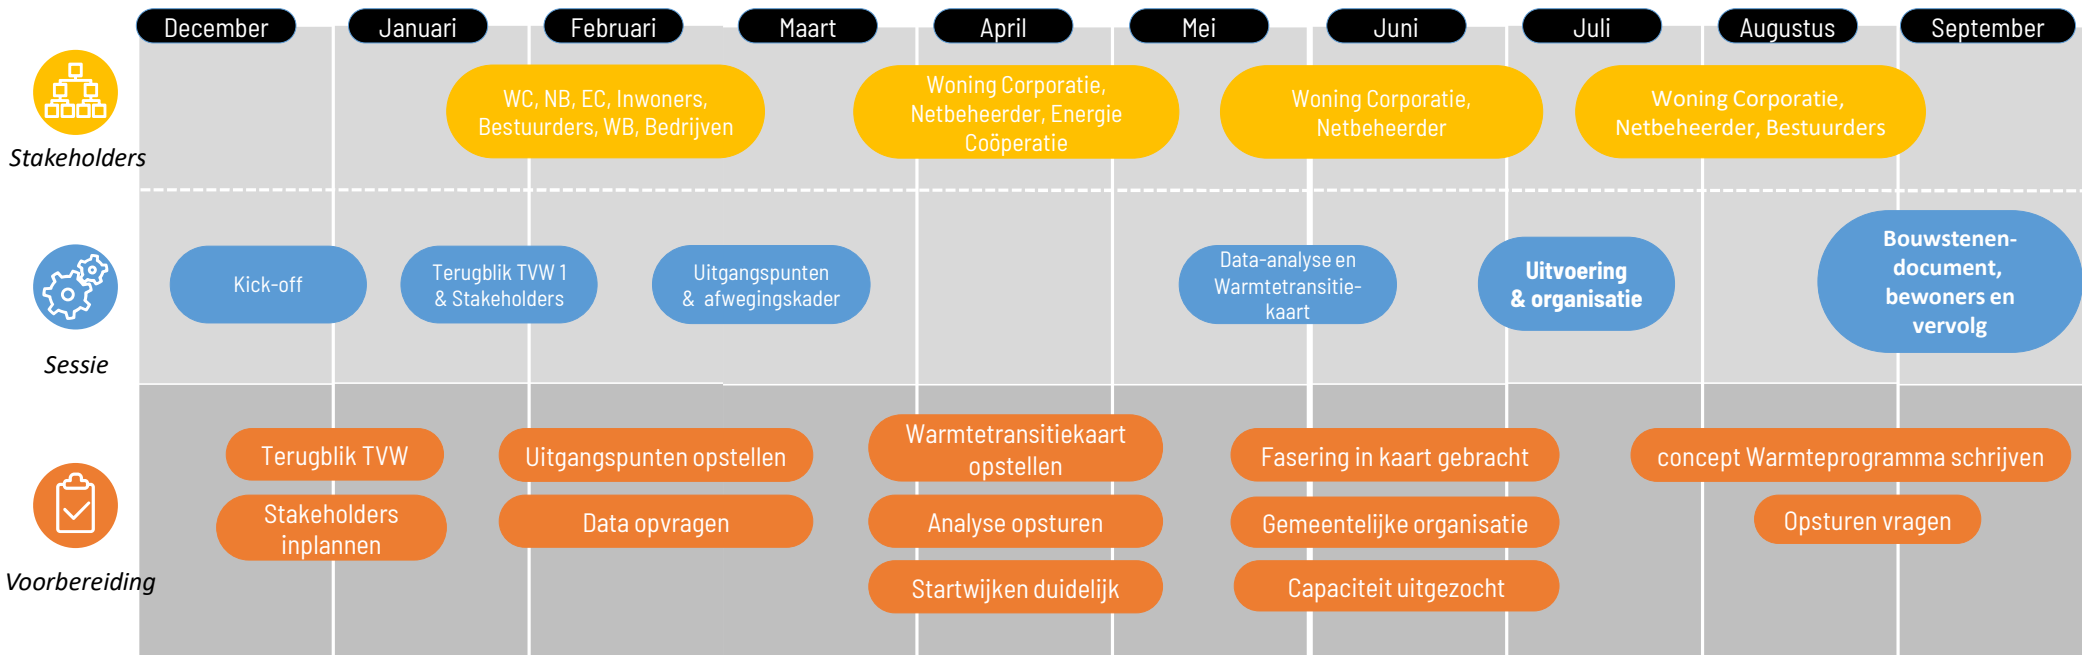 December
Januari
Februari
Maart
April
Mei
Juni
Juli
Augustus
September
Stakeholders
WC, NB, EC, Inwoners,
Bestuurders, WB, Bedrijven
Woning Corporatie,
Netbeheerder, Energie
Coöperatie
Woning Corporatie,
Netbeheerder
Woning Corporatie,
Netbeheerder, Bestuurders
Sessie
Kick-off
Terugblik TVW 1
& Stakeholders
Uitgangspunten
& afwegingskader
Data-analyse en
Warmtetransitie-
kaart
Uitvoering
& organisatie
Bouwstenen-
document,
bewoners en
vervolg
Voorbereiding
Terugblik TVW
Stakeholders
inplannen
Uitgangspunten opstellen
Data opvragen
Warmtetransitiekaart
opstellen
Analyse opsturen
Startwijken duidelijk
Fasering in kaart gebracht
Gemeentelijke organisatie
Capaciteit uitgezocht
concept Warmteprogramma schrijven
Opsturen vragen